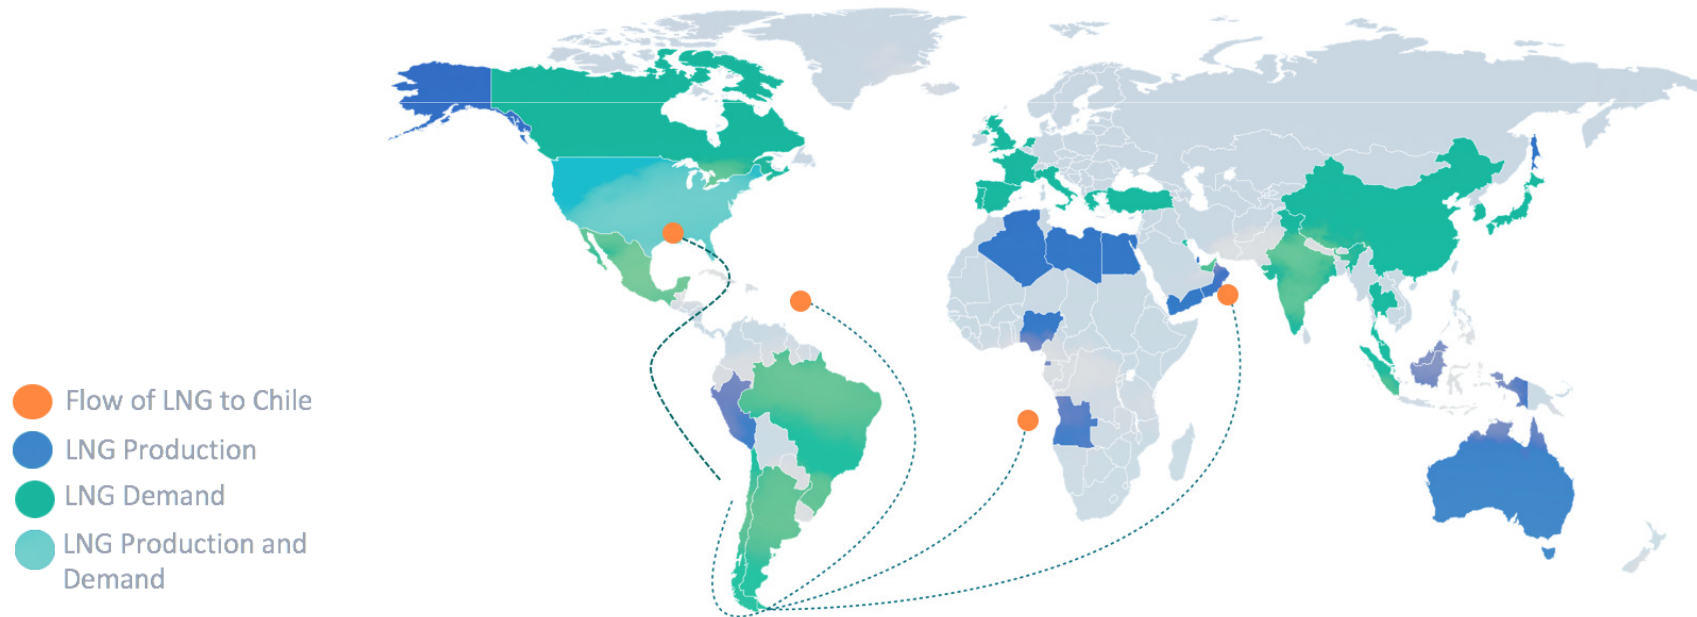 Flow of LNG to Chile
LNG Production
LNG Demand
LNG Production and
Demand